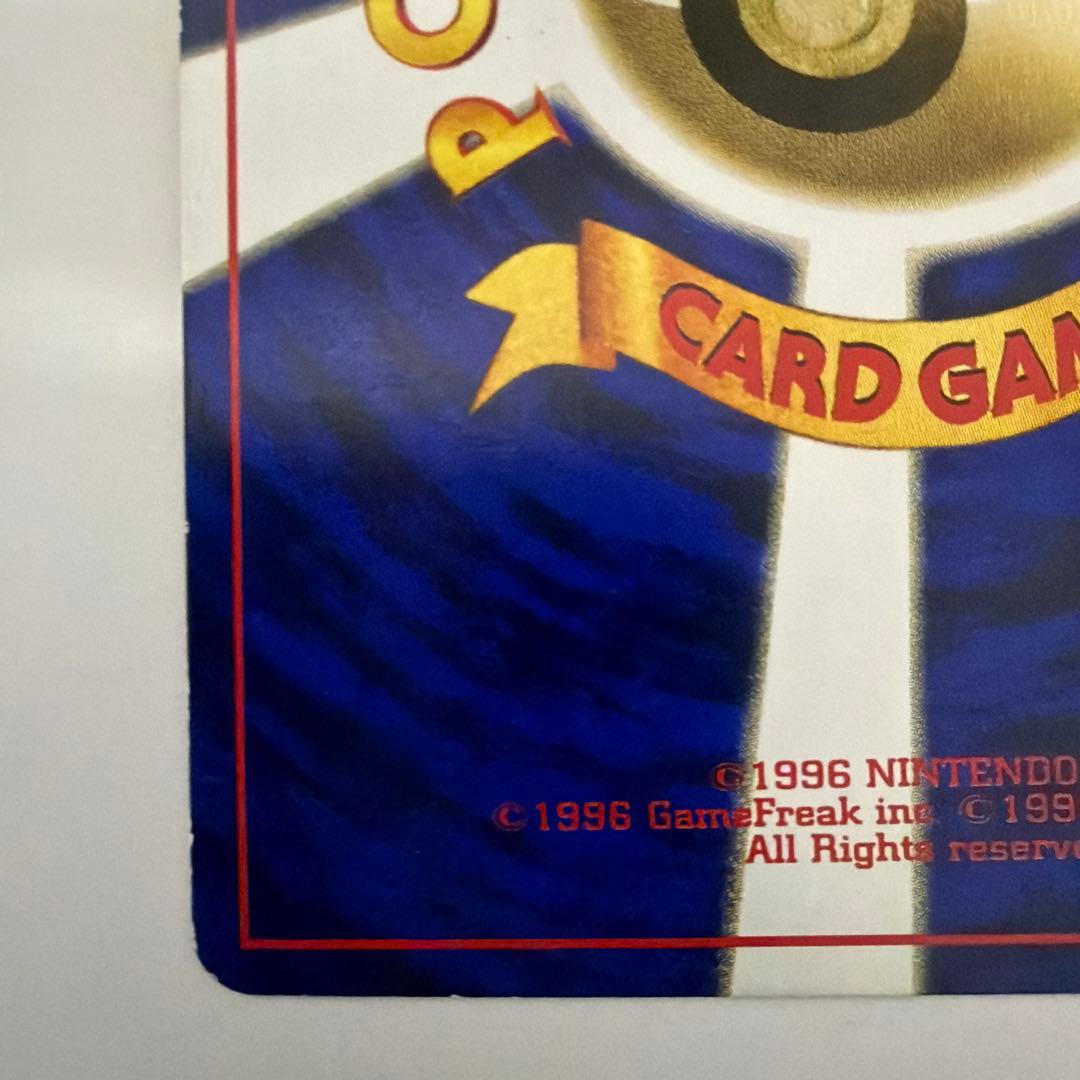 P O
CARD GAM
©1996 NINTENDO
©1996 GameFreak inc. ©199
All Rights reserve